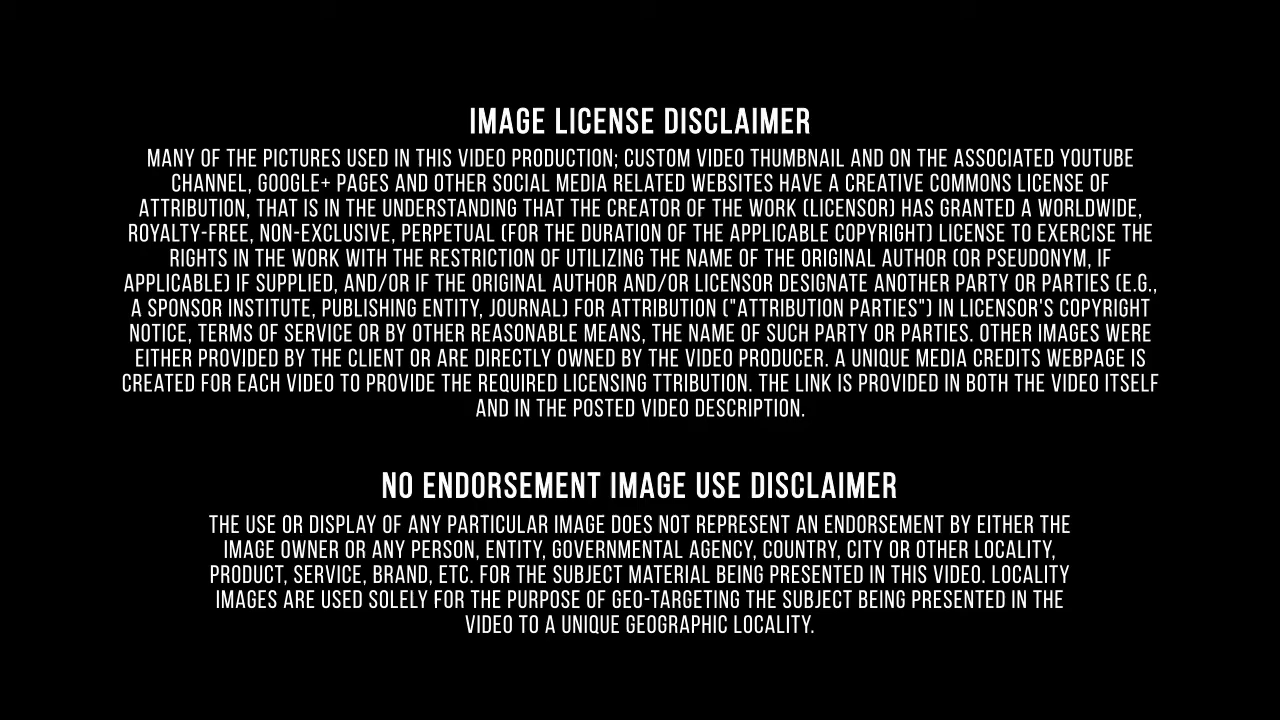 IMAGE LICENSE DISCLAIMER
MANY OF THE PICTURES USED IN THIS VIDEO PRODUCTION; CUSTOM VIDEO THUMBNAIL AND ON THE ASSOCIATED YOUTUBE
CHANNEL, GOOGLE+ PAGES AND OTHER SOCIAL MEDIA RELATED WEBSITES HAVE A CREATIVE COMMONS LICENSE OF
ATTRIBUTION, THAT IS IN THE UNDERSTANDING THAT THE CREATOR OF THE WORK (LICENSOR) HAS GRANTED A WORLDWIDE,
ROYALTY-FREE, NON-EXCLUSIVE, PERPETUAL (FOR THE DURATION OF THE APPLICABLE COPYRIGHT) LICENSE TO EXERCISE THE
RIGHTS IN THE WORK WITH THE RESTRICTION OF UTILIZING THE NAME OF THE ORIGINAL AUTHOR (OR PSEUDONYM, IF
APPLICABLE) IF SUPPLIED, AND/OR IF THE ORIGINAL AUTHOR AND/OR LICENSOR DESIGNATE ANOTHER PARTY OR PARTIES (E.G.,
A SPONSOR INSTITUTE, PUBLISHING ENTITY, JOURNAL) FOR ATTRIBUTION ("ATTRIBUTION PARTIES") IN LICENSOR'S COPYRIGHT
NOTICE, TERMS OF SERVICE OR BY OTHER REASONABLE MEANS, THE NAME OF SUCH PARTY OR PARTIES. OTHER IMAGES WERE
EITHER PROVIDED BY THE CLIENT OR ARE DIRECTLY OWNED BY THE VIDEO PRODUCER. A UNIQUE MEDIA CREDITS WEBPAGE IS
CREATED FOR EACH VIDEO TO PROVIDE THE REQUIRED LICENSING TTRIBUTION. THE LINK IS PROVIDED IN BOTH THE VIDEO ITSELF
AND IN THE POSTED VIDEO DESCRIPTION.
NO ENDORSEMENT IMAGE USE DISCLAIMER
THE USE OR DISPLAY OF ANY PARTICULAR IMAGE DOES NOT REPRESENT AN ENDORSEMENT BY EITHER THE
IMAGE OWNER OR ANY PERSON, ENTITY, GOVERNMENTAL AGENCY, COUNTRY, CITY OR OTHER LOCALITY,
PRODUCT, SERVICE, BRAND, ETC. FOR THE SUBJECT MATERIAL BEING PRESENTED IN THIS VIDEO. LOCALITY
IMAGES ARE USED SOLELY FOR THE PURPOSE OF GEO-TARGETING THE SUBJECT BEING PRESENTED IN THE
VIDEO TO A UNIQUE GEOGRAPHIC LOCALITY.